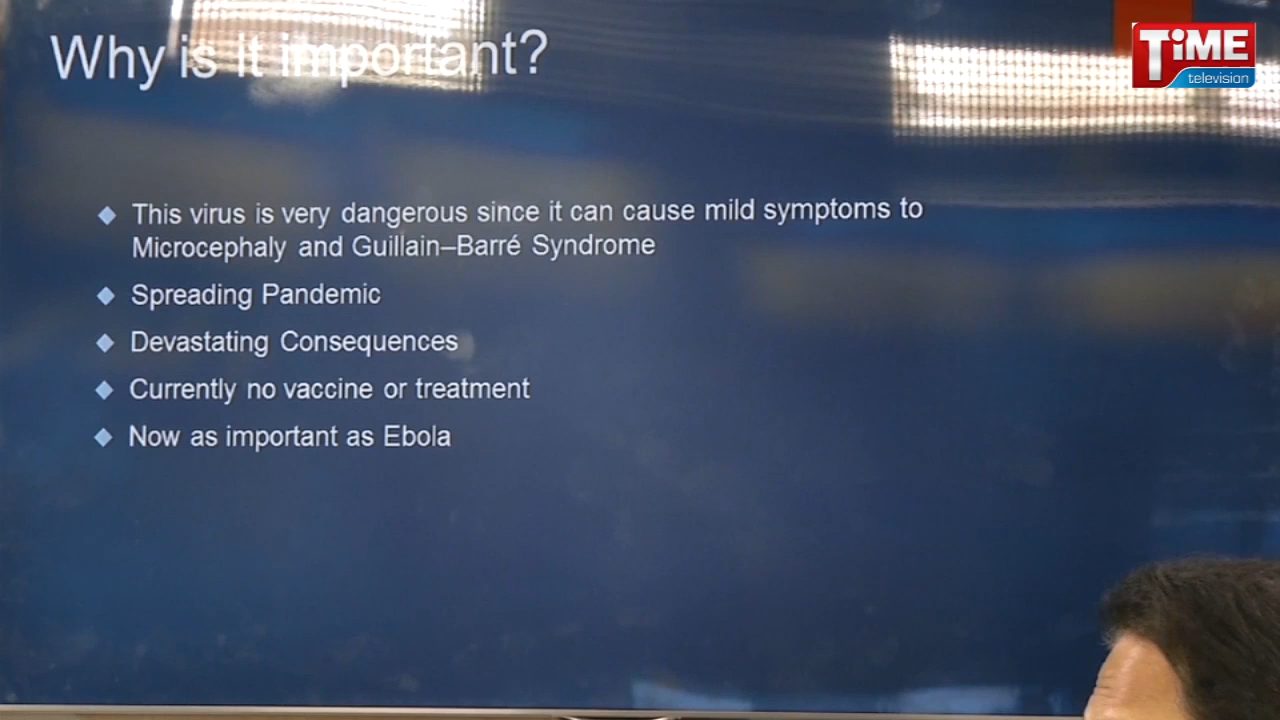 Why is it important?
TiME
television
This virus is very dangerous since it can cause mild symptoms to
Microcephaly and Guillain–Barré Syndrome
Spreading Pandemic
Devastating Consequences
Currently no vaccine or treatment
Now as important as Ebola